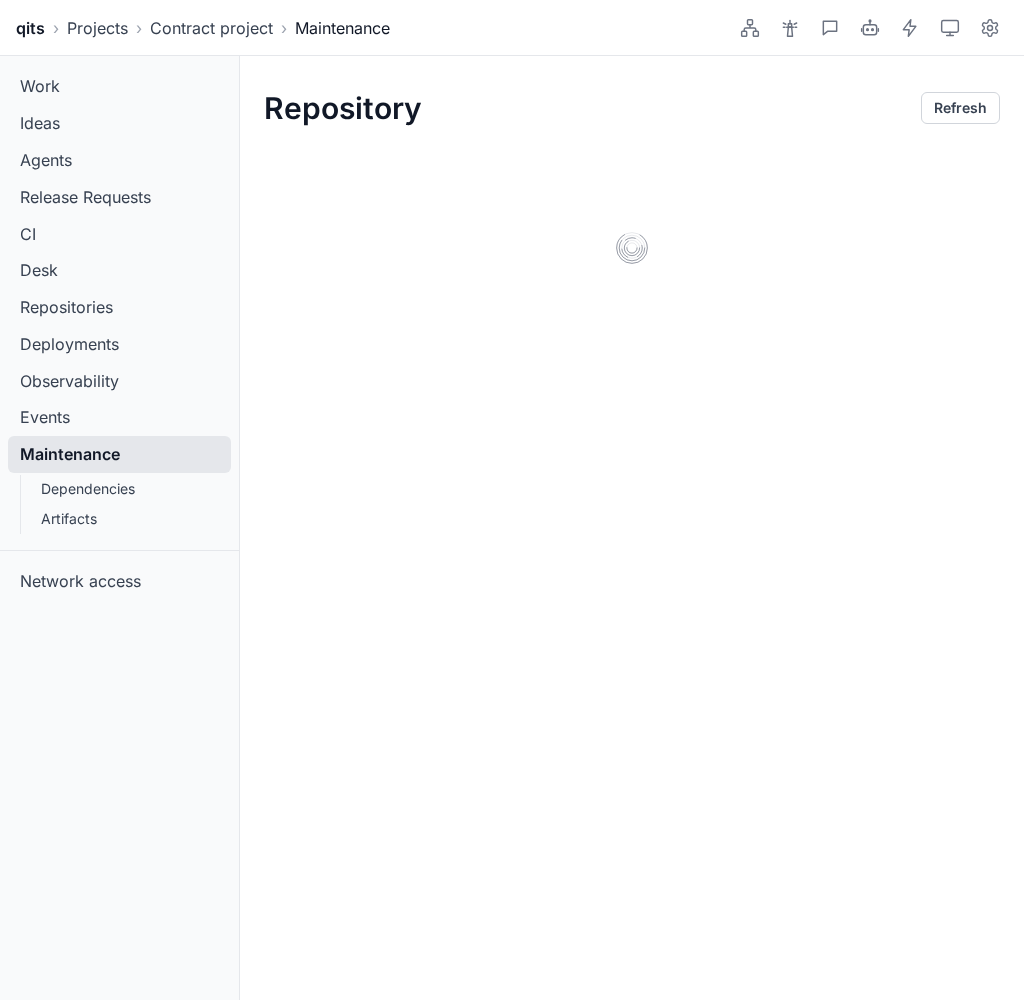 qits › Projects › Contract project › Maintenance
Work
Ideas
Agents
Release Requests
CI
Desk
Repositories
Deployments
Observability
Events
Maintenance
Dependencies
Artifacts
Network access
Repository
Refresh